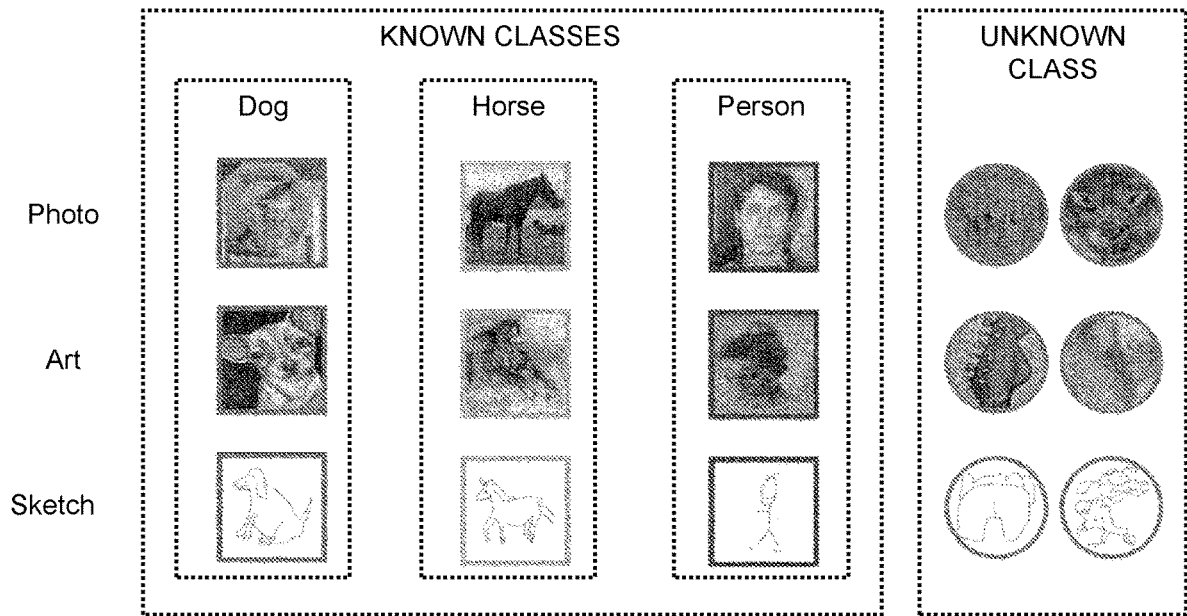 KNOWN CLASSES
UNKNOWN
CLASS
Dog
Horse
Person
Photo
Art
Sketch